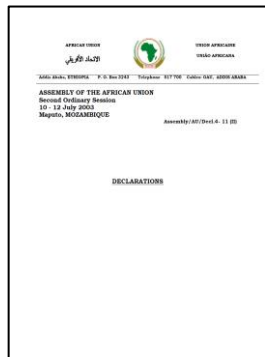 AFRICAN UNION
UNION AFRICAINE
الاتحاد الأفريقي
UNIÃO AFRICANA
Addis Ababa, ETHIOPIA P. O. Box 3243 Telephone 517 700 Cables: OAU, ADDIS ABABA
ASSEMBLY OF THE AFRICAN UNION
Second Ordinary Session
10 - 12 July 2003
Maputo, MOZAMBIQUE
Assembly/AU/Decl.4- 11 (II)
DECLARATIONS